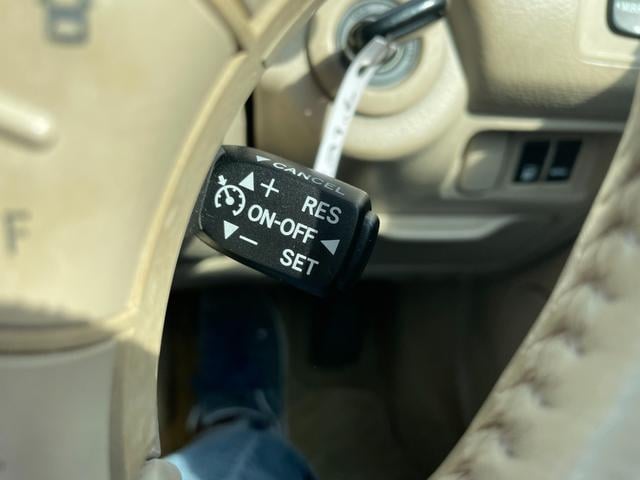 CANCEL
+ RES
ON-OFF
- SET
F